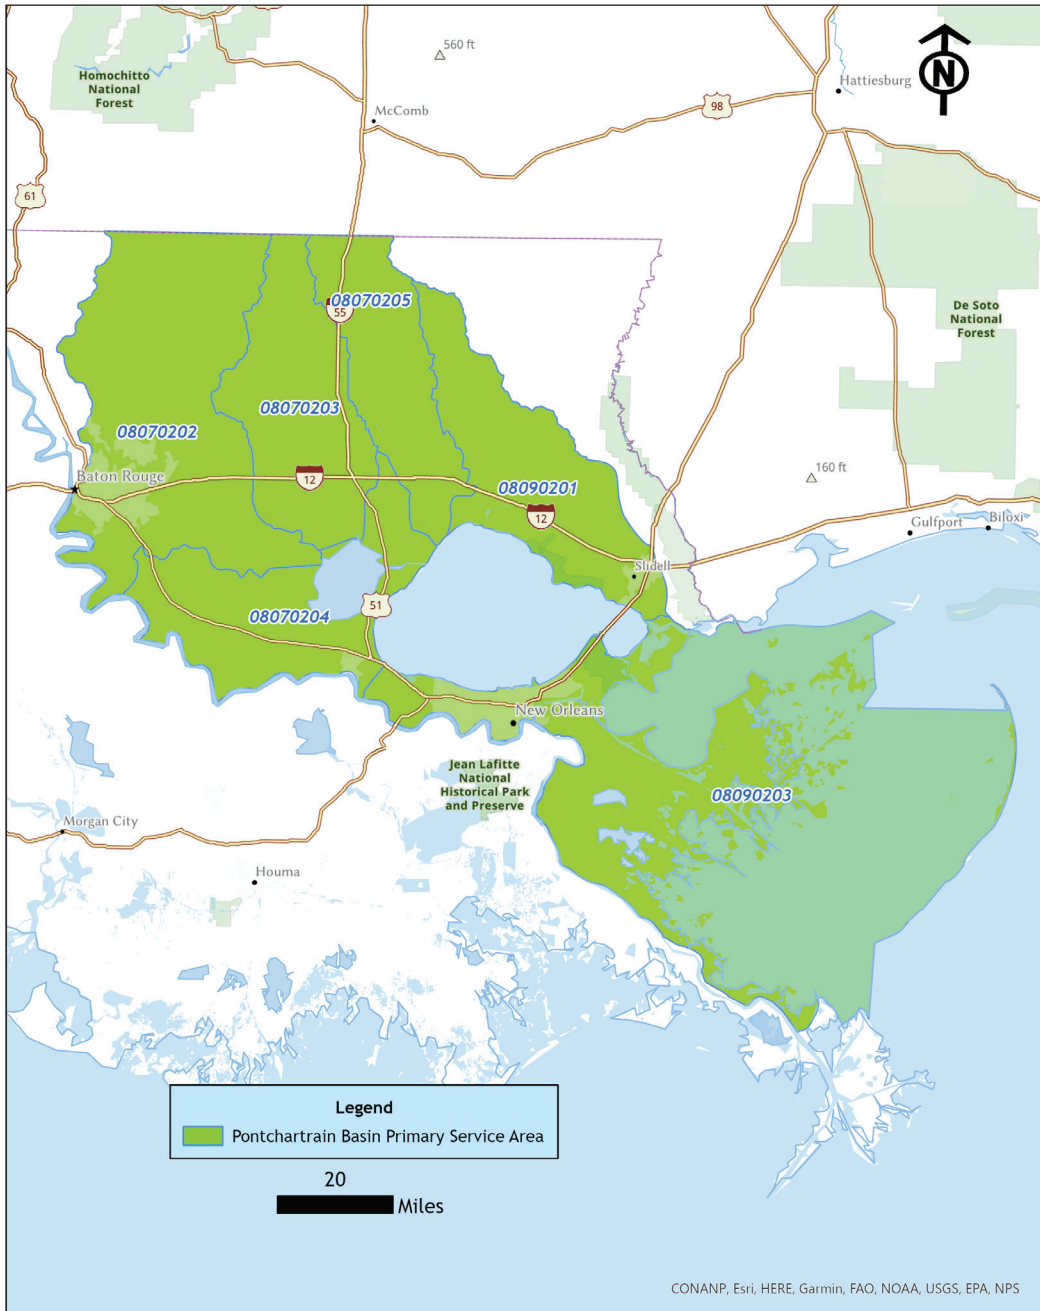 560 ft
Homochitto
National
Forest
Hattiesburg
McComb
98
61
08070205
55
De Soto
National
Forest
08070203
08070202
Baton Rouge
12
160 ft
08090201
12
Gulfport
Biloxi
Slidell
51
08070204
New Orleans
Jean Lafitte
National
Historical Park
and Preserve
08090203
Morgan City
Houma
Legend
Pontchartrain Basin Primary Service Area
20
Miles
CONANP, Esri, HERE, Garmin, FAO, NOAA, USGS, EPA, NPS
N